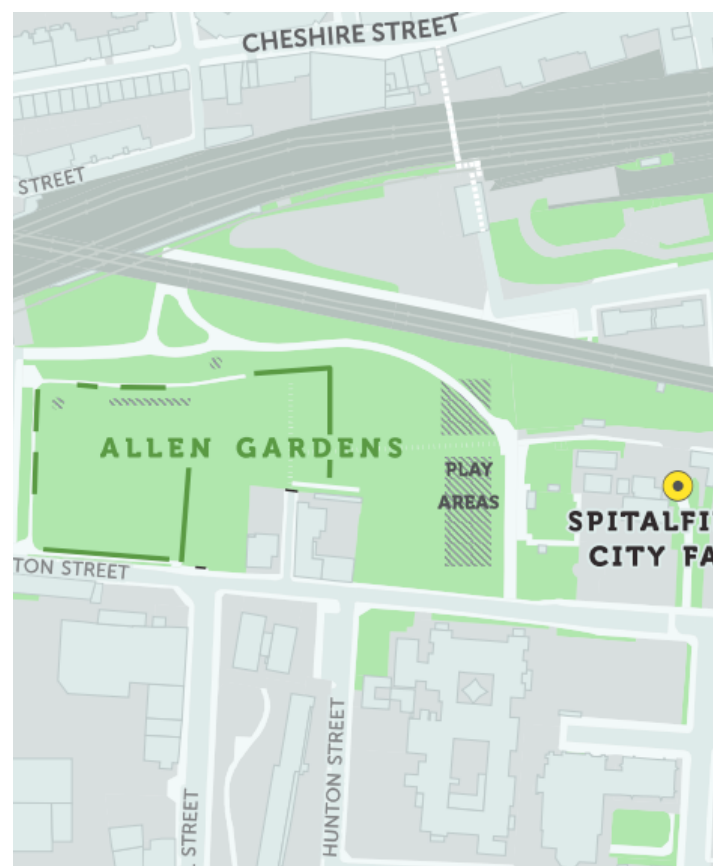 CHESHIRE STREET
STREET
ALLEN GARDENS
PLAY
AREAS
SPITALFI
CITY FA
TON STREET
HUNTON STREET
STREET